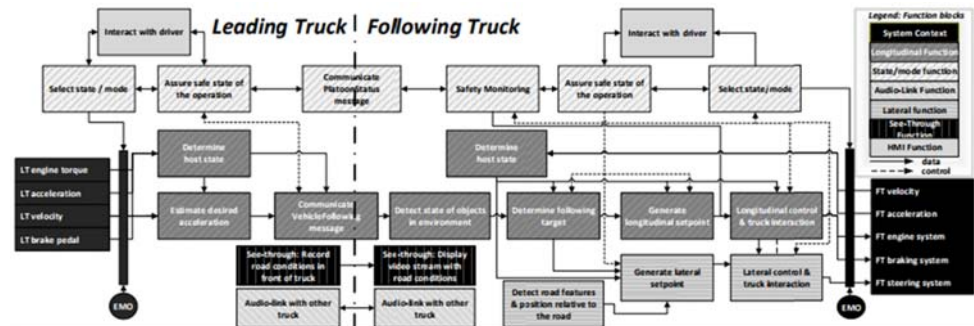 Leading Truck
Following Truck
Interact with driver
Select state / mode
Assure safe state of
the operation
Communicate
PlatoonStatus
message
Safety Monitoring
Assure safe state of
the operation
Interact with driver
Select state/mode
Legend: Function blocks
System Context
Longitudinal Function
State/mode function
Audio-Link Function
Lateral function
See-Through
Function
HMI Function
data
control
LT engine torque
LT acceleration
LT velocity
LT brake pedal
EMO
Determine
host state
Estimate desired
acceleration
Communicate
VehicleFollowing
message
Detect state of objects
in environment
Determine
host state
Determine following
target
Generate
longitudinal setpoint
Longitudinal control
& truck interaction
See-through: Record
road conditions in
front of truck
See-through: Display
video stream with
road conditions
Audio-link with other
truck
Audio-link with other
truck
Detect road features
& position relative to
the road
Generate lateral
setpoint
Lateral control &
truck interaction
FT velocity
FT acceleration
FT engine system
FT braking system
FT steering system
EMO